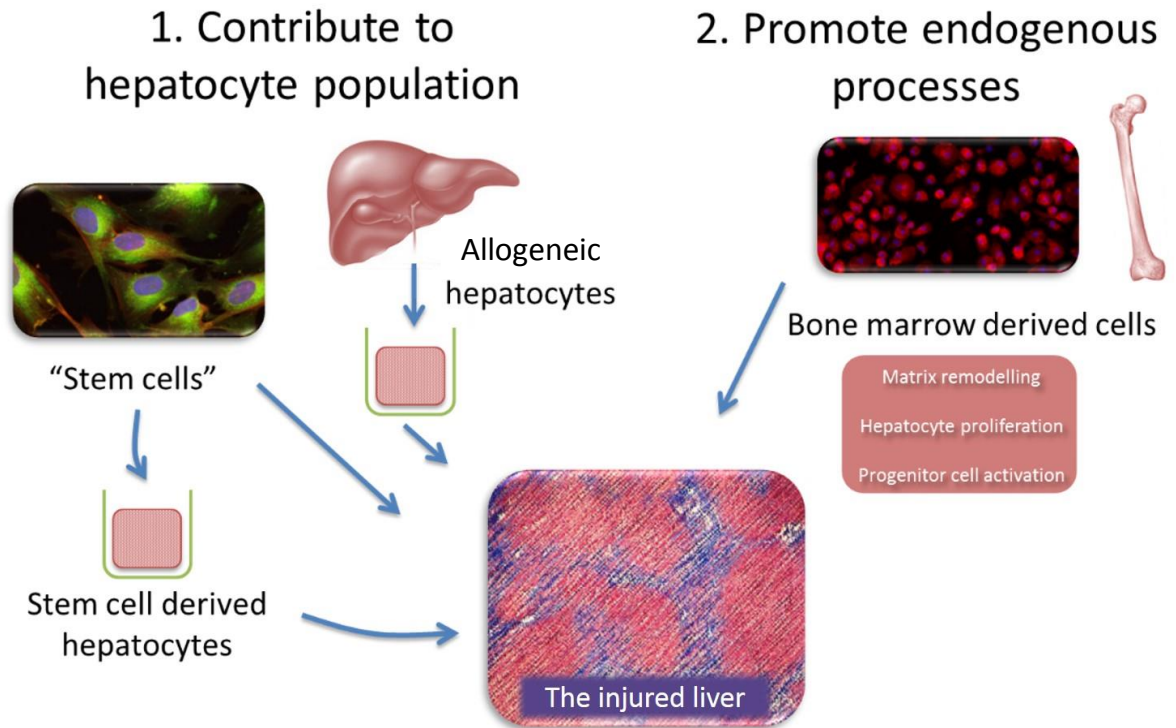 1. Contribute to
hepatocyte population
2. Promote endogenous
processes
Allogeneic
hepatocytes
“Stem cells”
Stem cell derived
hepatocytes
Bone marrow derived cells
Matrix remodelling
Hepatocyte proliferation
Progenitor cell activation
The injured liver